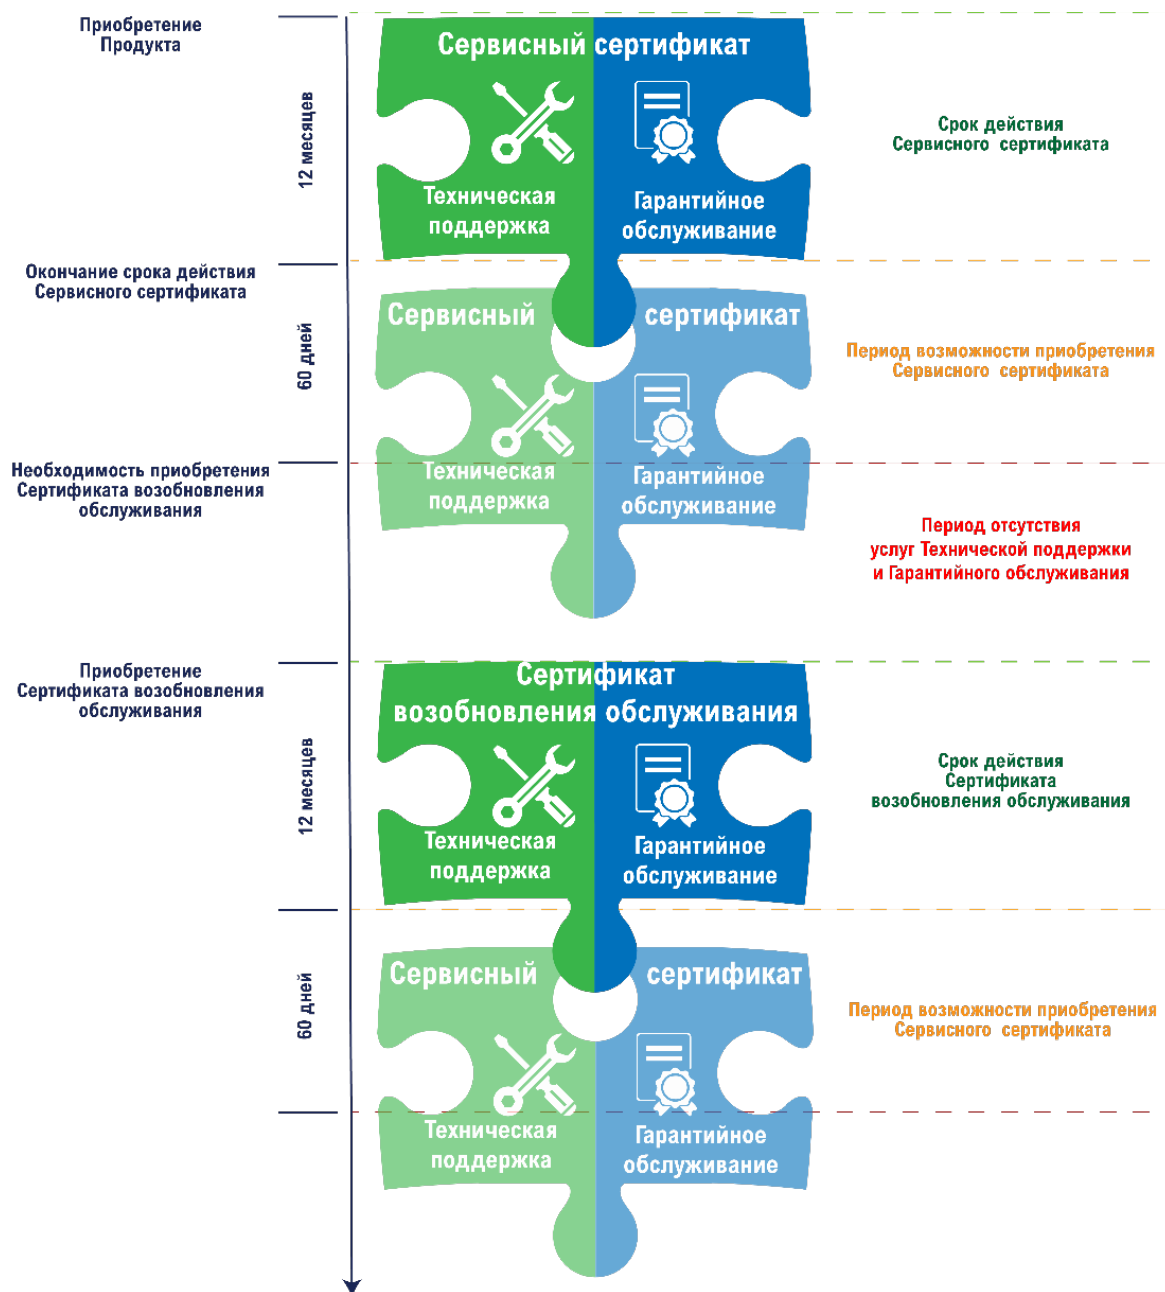 Приобретение
Продукта
12 месяцев
Сервисный сертификат
Техническая
поддержка
Гарантийное
обслуживание
Срок действия
Сервисного сертификата
Окончание срока действия
Сервисного сертификата
60 дней
Сервисный сертификат
Техническая
поддержка
Гарантийное
обслуживание
Период возможности приобретения
Сервисного сертификата
Необходимость приобретения
Сертификата возобновления
обслуживания
Период отсутствия
услуг Технической поддержки
и Гарантийного обслуживания
Приобретение
Сертификата возобновления
обслуживания
12 месяцев
Сертификат
возобновления обслуживания
Техническая
поддержка
Гарантийное
обслуживание
Срок действия
Сертификата
возобновления обслуживания
60 дней
Сервисный сертификат
Техническая
поддержка
Гарантийное
обслуживание
Период возможности приобретения
Сервисного сертификата